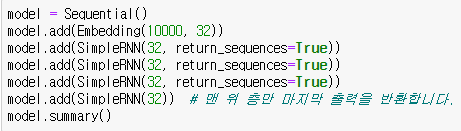 model = Sequential()
model.add(Embedding(10000, 32))
model.add(SimpleRNN(32, return_sequences=True))
model.add(SimpleRNN(32, return_sequences=True))
model.add(SimpleRNN(32, return_sequences=True))
model.add(SimpleRNN(32))  # 맨 위 층만 마지막 출력을 반환합니다.
model.summary()